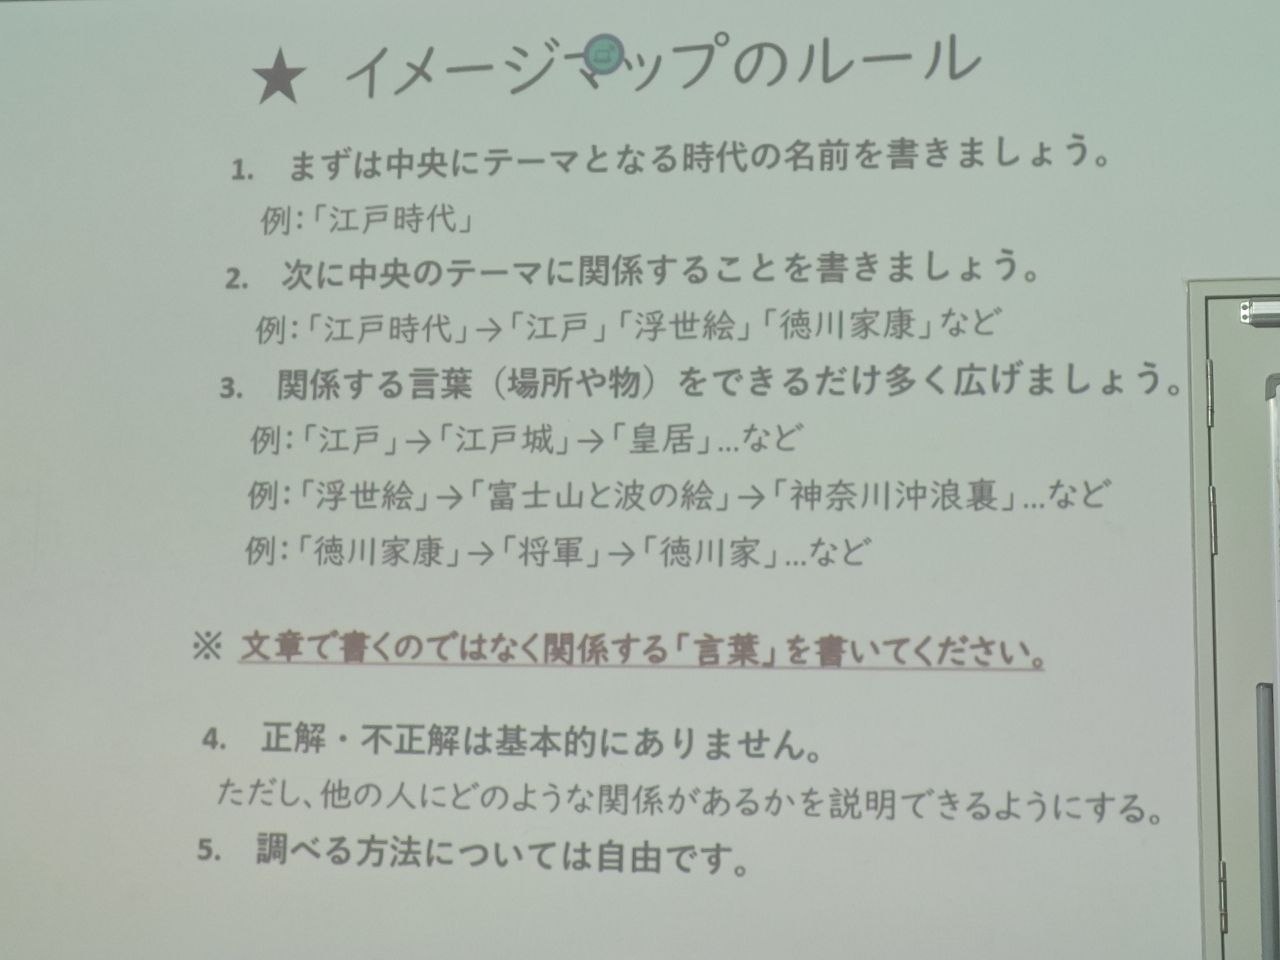 ★ イメージマップのルール
1. まずは中央にテーマとなる時代の名前を書きましょう。
例：「江戸時代」
2. 次に中央のテーマに関係することを書きましょう。
例：「江戸時代」→「江戸」「浮世絵」「徳川家康」など
3. 関係する言葉（場所や物）をできるだけ多く広げましょう。
例：「江戸」→「江戸城」→「皇居」…など
例：「浮世絵」→「富士山と波の絵」→「神奈川沖浪裏」…など
例：「徳川家康」→「将軍」→「徳川家」…など
※ 文章で書くのではなく関係する「言葉」を書いてください。
4. 正解・不正解は基本的にありません。
ただし、他の人にどのような関係があるかを説明できるようにする。
5. 調べる方法については自由です。